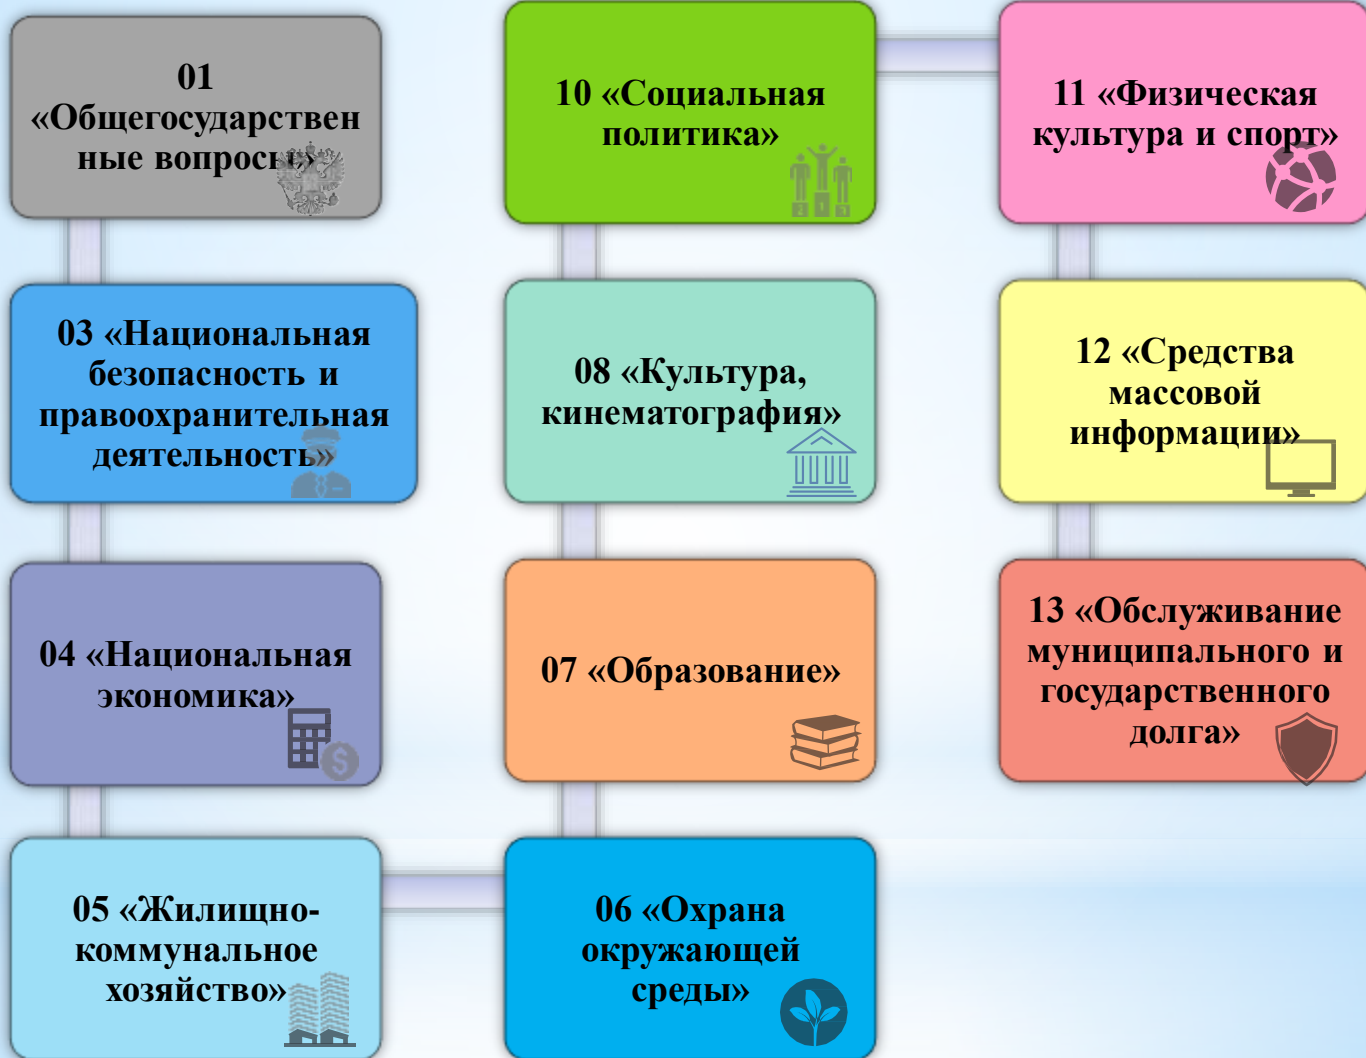 01
«Общегосударствен
ные вопросы»
03 «Национальная
безопасность и
правоохранительная
деятельность»
04 «Национальная
экономика»
05 «Жилищно-
коммунальное
хозяйство»
06 «Охрана
окружающей
среды»
07 «Образование»
08 «Культура,
кинематография»
10 «Социальная
политика»
11 «Физическая
культура и спорт»
12 «Средства
массовой
информации»
13 «Обслуживание
муниципального и
государственного
долга»